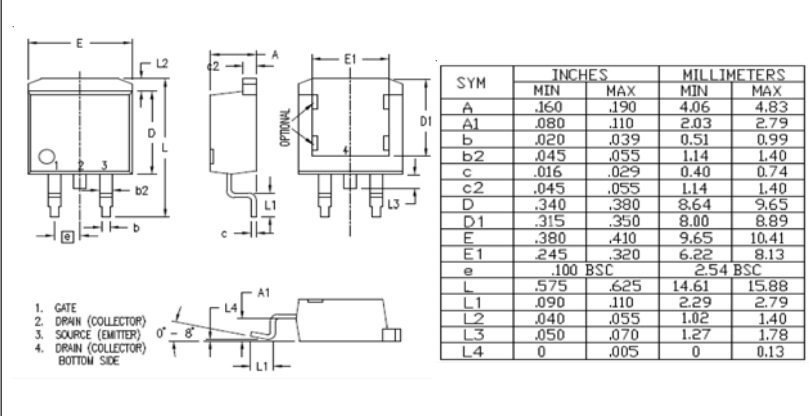 E
L2
D
L
1 2 3
b2
b
e
A
c2
L1
c
E1
OPTIONAL
D1
4
L3
A1
L4
0° - 8°
L1
1. GATE
2. DRAIN (COLLECTOR)
3. SOURCE (EMITTER)
4. DRAIN (COLLECTOR)
BOTTOM SIDE
SYM INCHES MILLIMETERS
MIN MAX MIN MAX
A .160 .190 4.06 4.83
A1 .080 .110 2.03 2.79
b .020 .039 0.51 0.99
b2 .045 .055 1.14 1.40
c .016 .029 0.40 0.74
c2 .045 .055 1.14 1.40
D .340 .380 8.64 9.65
D1 .315 .350 8.00 8.89
E .380 .410 9.65 10.41
E1 .245 .320 6.22 8.13
e .100 BSC 2.54 BSC
L .575 .625 14.61 15.88
L1 .090 .110 2.29 2.79
L2 .040 .055 1.02 1.40
L3 .050 .070 1.27 1.78
L4 0 .005 0 0.13